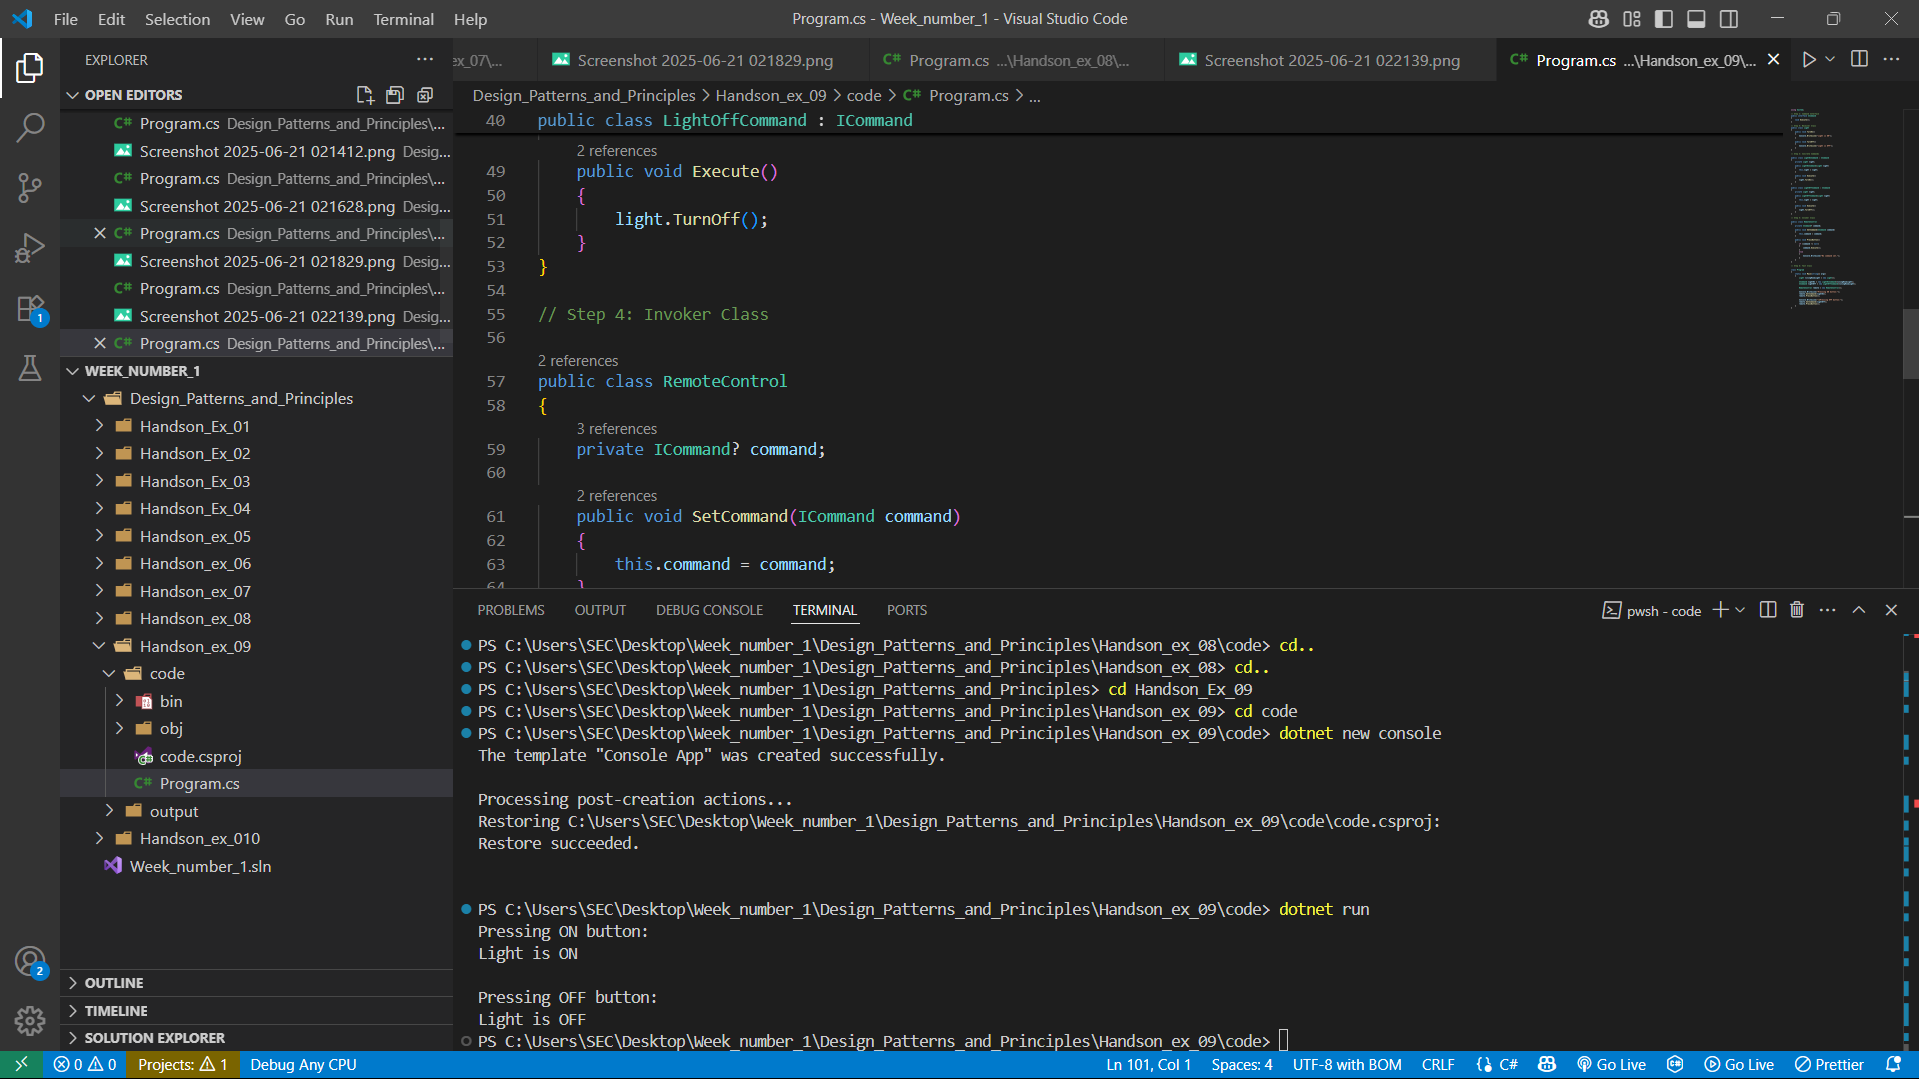 File Edit Selection View Go Run Terminal Help
Program.cs - Week_number_1 - Visual Studio Code
EXPLORER
OPEN EDITORS
Program.cs Design_Patterns_and_Principles\...
Screenshot 2025-06-21 021412.png Desig...
Program.cs Design_Patterns_and_Principles\...
Screenshot 2025-06-21 021628.png Desig...
Program.cs Design_Patterns_and_Principles\...
Screenshot 2025-06-21 021829.png Desig...
Program.cs Design_Patterns_and_Principles\...
Screenshot 2025-06-21 022139.png Desig...
Program.cs Design_Patterns_and_Principles\...
WEEK_NUMBER_1
Design_Patterns_and_Principles
Handson_Ex_01
Handson_Ex_02
Handson_Ex_03
Handson_Ex_04
Handson_ex_05
Handson_ex_06
Handson_ex_07
Handson_ex_08
Handson_ex_09
code
bin
obj
code.csproj
Program.cs
output
Handson_ex_010
Week_number_1.sln
OUTLINE
TIMELINE
SOLUTION EXPLORER
1
2
ex_07\... Screenshot 2025-06-21 021829.png C# Program.cs ...\Handson_ex_08\... Screenshot 2025-06-21 022139.png C# Program.cs ...\Handson_ex_09\...
Design_Patterns_and_Principles > Handson_ex_09 > code > C# Program.cs > ...
40 public class LightOffCommand : ICommand
2 references
49 public void Execute()
50 {
51 light.TurnOff();
52 }
53 }
54
55 // Step 4: Invoker Class
56
2 references
57 public class RemoteControl
58 {
3 references
59 private ICommand? command;
60
2 references
61 public void SetCommand(ICommand command)
62 {
63 this.command = command;
64 }
PROBLEMS OUTPUT DEBUG CONSOLE TERMINAL PORTS
pwsh - code
PS C:\Users\SEC\Desktop\Week_number_1\Design_Patterns_and_Principles\Handson_ex_08\code> cd..
PS C:\Users\SEC\Desktop\Week_number_1\Design_Patterns_and_Principles\Handson_ex_08> cd..
PS C:\Users\SEC\Desktop\Week_number_1\Design_Patterns_and_Principles> cd Handson_Ex_09
PS C:\Users\SEC\Desktop\Week_number_1\Design_Patterns_and_Principles\Handson_ex_09> cd code
PS C:\Users\SEC\Desktop\Week_number_1\Design_Patterns_and_Principles\Handson_ex_09\code> dotnet new console
The template "Console App" was created successfully.
Processing post-creation actions...
Restoring C:\Users\SEC\Desktop\Week_number_1\Design_Patterns_and_Principles\Handson_ex_09\code\code.csproj:
Restore succeeded.
PS C:\Users\SEC\Desktop\Week_number_1\Design_Patterns_and_Principles\Handson_ex_09\code> dotnet run
Pressing ON button:
Light is ON
Pressing OFF button:
Light is OFF
PS C:\Users\SEC\Desktop\Week_number_1\Design_Patterns_and_Principles\Handson_ex_09\code>
0 0 Projects: 1 Debug Any CPU
Ln 101, Col 1 Spaces: 4 UTF-8 with BOM CRLF {} C# Go Live Go Live Prettier